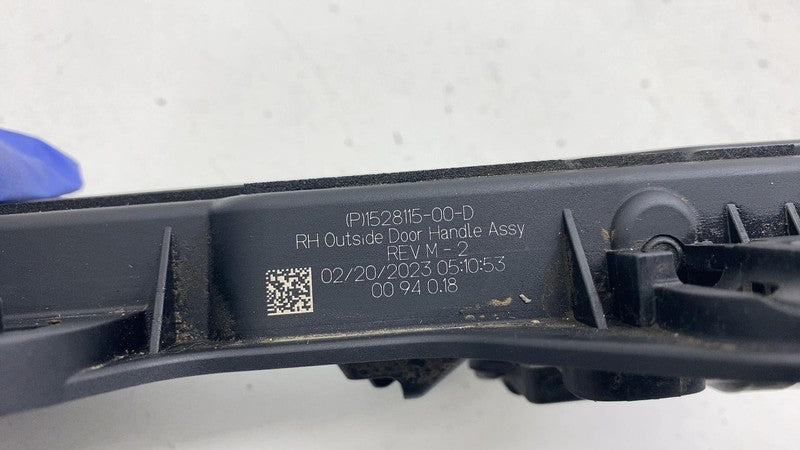 (P)1528115-00-D
RH Outside Door Handle Assy
REV M - 2
02/20/2023 05:10:53
00 94 0.18